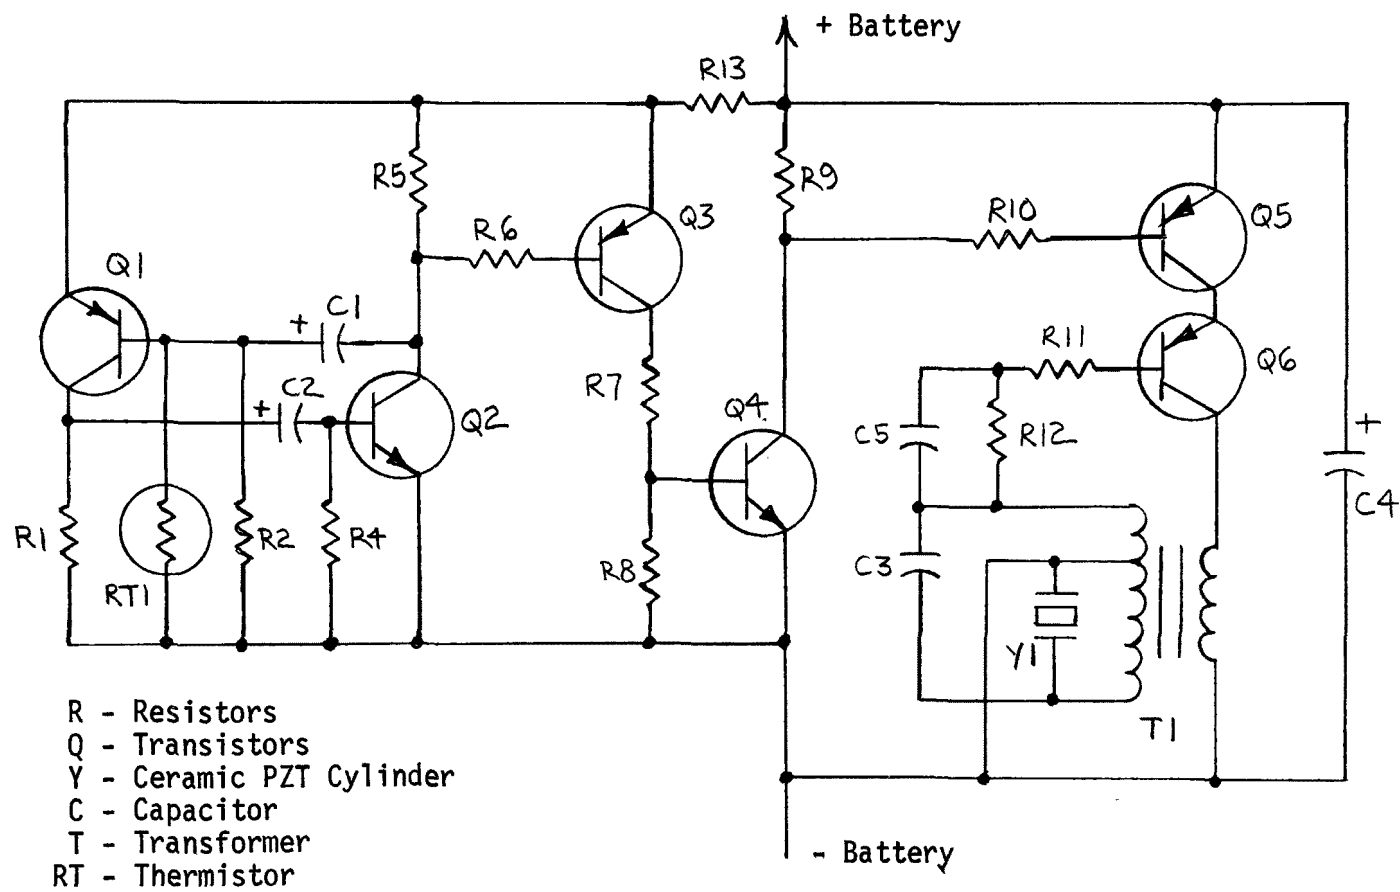 + Battery
R13
R5
R9
Q3
R6
R10
Q5
Q1
C1
+
R11
Q6
C2
+
R7
Q4
Q2
C5
R12
+
C4
R1
R2
R4
R8
C3
RT1
Y1
T1
R - Resistors
Q - Transistors
Y - Ceramic PZT Cylinder
C - Capacitor
T - Transformer
RT - Thermistor
- Battery